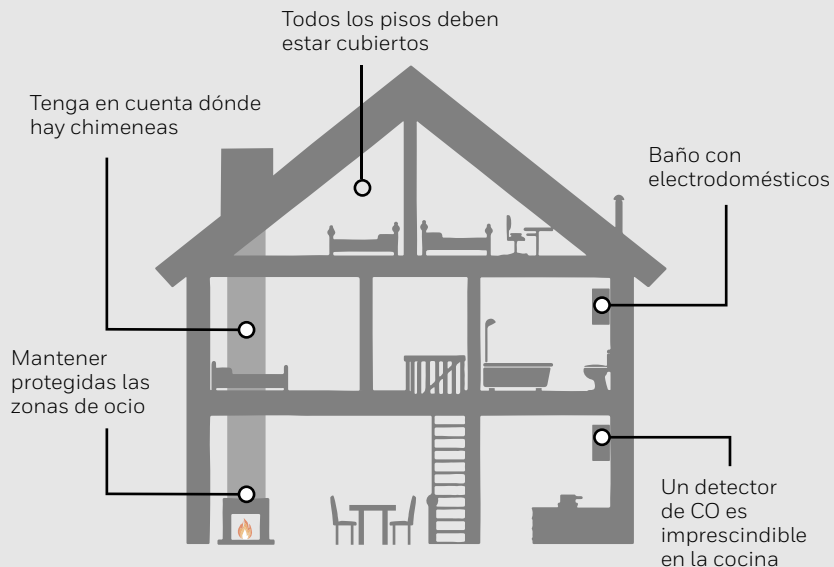 Todos los pisos deben
estar cubiertos
Tenga en cuenta dónde
hay chimeneas
Baño con
electrodomésticos
Mantener
protegidas las
zonas de ocio
Un detector
de CO es
imprescindible
en la cocina